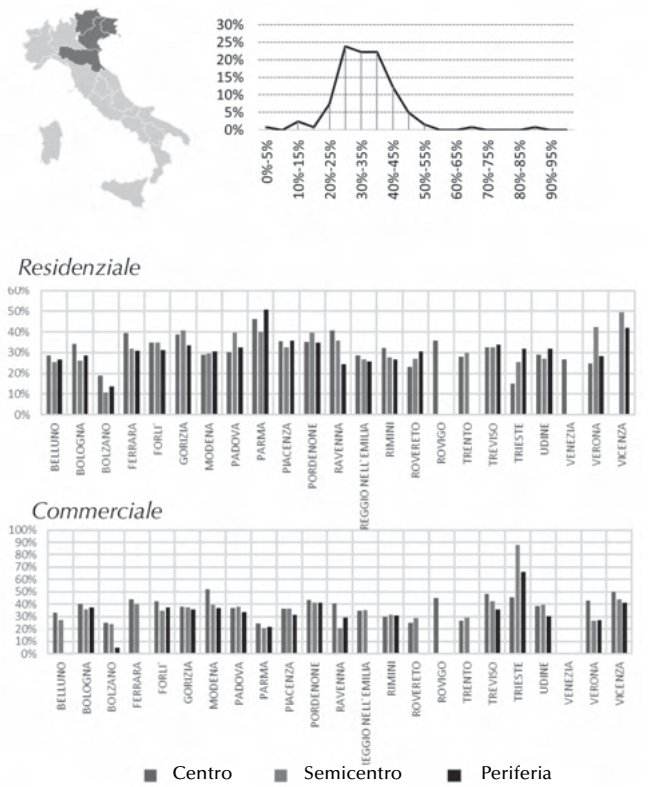 30%
25%
20%
15%
10%
5%
0%
0%-5%
10%-15%
20%-25%
30%-35%
40%-45%
50%-55%
60%-65%
70%-75%
80%-85%
90%-95%
Residenziale
60%
50%
40%
30%
20%
10%
0%
BELLUNO
BOLOGNA
BOLZANO
FERRARA
FORLI'
GORIZIA
MODENA
PADOVA
PARMA
PIACENZA
PORDENONE
RAVENNA
REGGIO NELL'EMILIA
RIMINI
ROVERETO
ROVIGO
TRENTO
TREVISO
TRIESTE
UDINE
VENEZIA
VERONA
VICENZA
Commerciale
100%
90%
80%
70%
60%
50%
40%
30%
20%
10%
0%
BELLUNO
BOLOGNA
BOLZANO
FERRARA
FORLI'
GORIZIA
MODENA
PADOVA
PARMA
PIACENZA
PORDENONE
RAVENNA
REGGIO NELL'EMILIA
RIMINI
ROVERETO
ROVIGO
TRENTO
TREVISO
TRIESTE
UDINE
VENEZIA
VERONA
VICENZA
Centro Semicentro Periferia